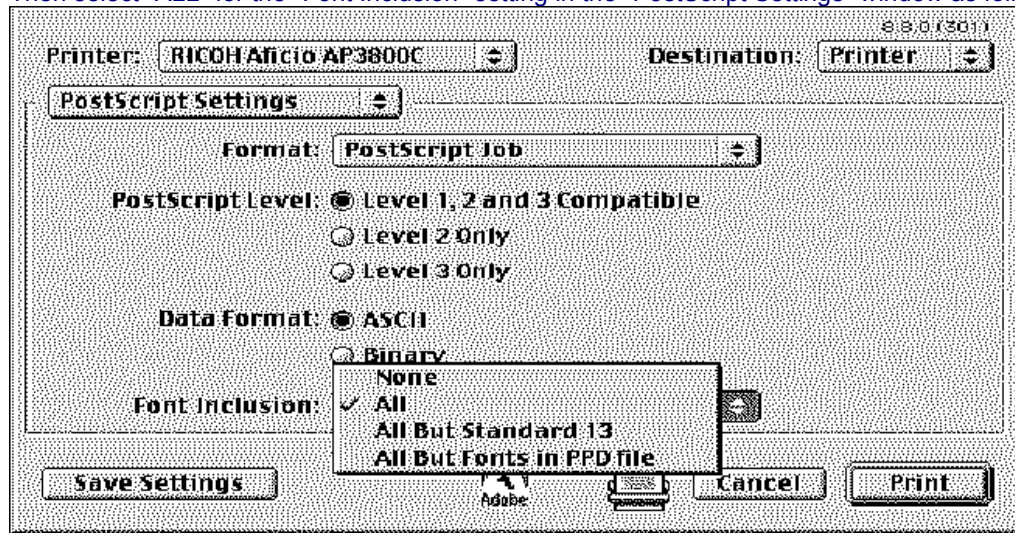 Then select "ALL" for the "Font Inclusion" setting in the "PostScript Settings" window as
8.8.0 (301)
Printer: RICOH Aficio AP3800C Destination: Printer
PostScript Settings
Format: PostScript Job
PostScript Level: Level 1, 2 and 3 Compatible
Level 2 Only
Level 3 Only
Data Format: ASCII
Binary
None
Font Inclusion: ✓ All
All But Standard 13
All But Fonts in PPD file
Save Settings Adobe Cancel Print